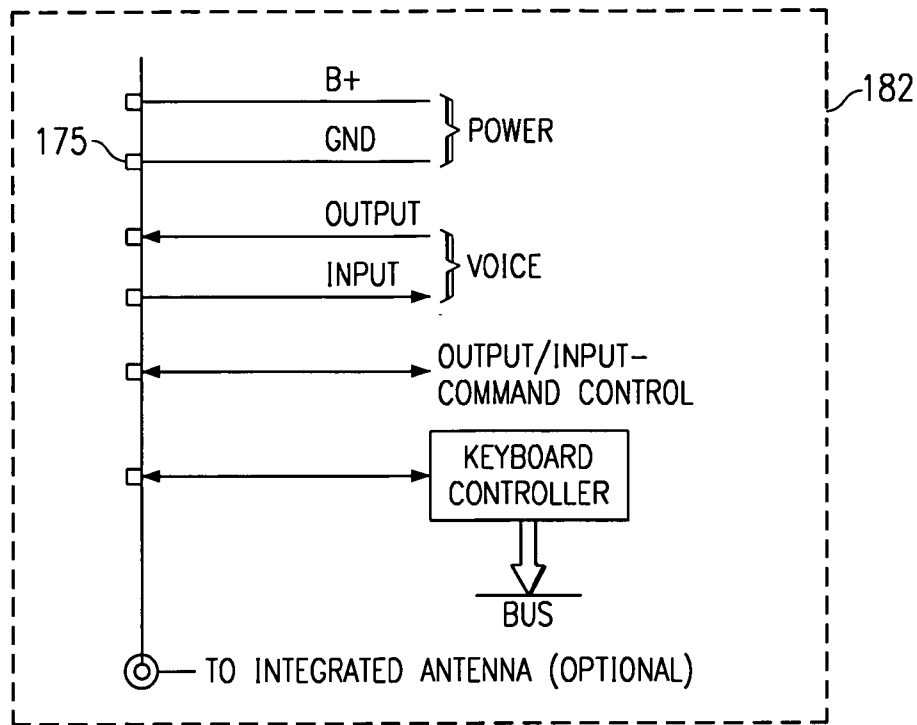 B+
182
175
GND
POWER
OUTPUT
VOICE
INPUT
OUTPUT/INPUT-
COMMAND CONTROL
KEYBOARD
CONTROLLER
BUS
TO INTEGRATED ANTENNA (OPTIONAL)